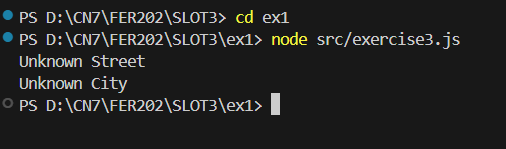 PS D:\CN7\FER202\SLOT3> cd ex1
PS D:\CN7\FER202\SLOT3\ex1> node src/exercise3.js
Unknown Street
Unknown City
PS D:\CN7\FER202\SLOT3\ex1>